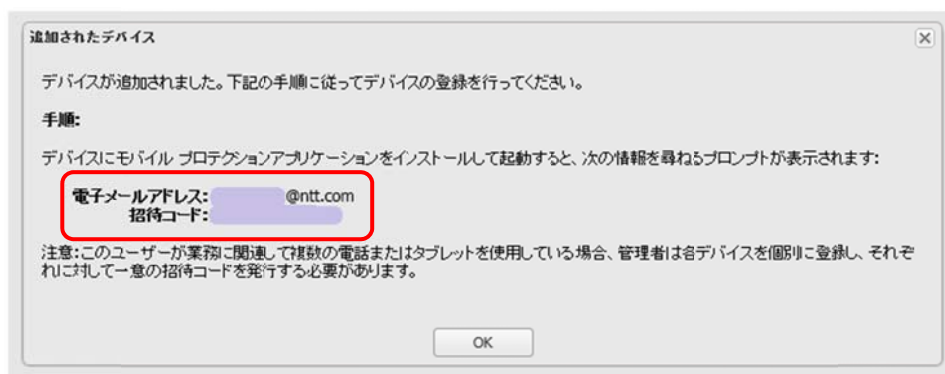 追加されたデバイス
デバイスが追加されました。下記の手順に従ってデバイスの登録を行ってください。
手順:
デバイスにモバイル プロテクションアプリケーションをインストールして起動すると、次の情報を尋ねるプロンプトが表示されます:
電子メールアドレス: @ntt.com
招待コード:
注意:このユーザーが業務に関連して複数の電話またはタブレットを使用している場合、管理者は各デバイスを個別に登録し、それぞ
れに対して一意の招待コードを発行する必要があります。
OK